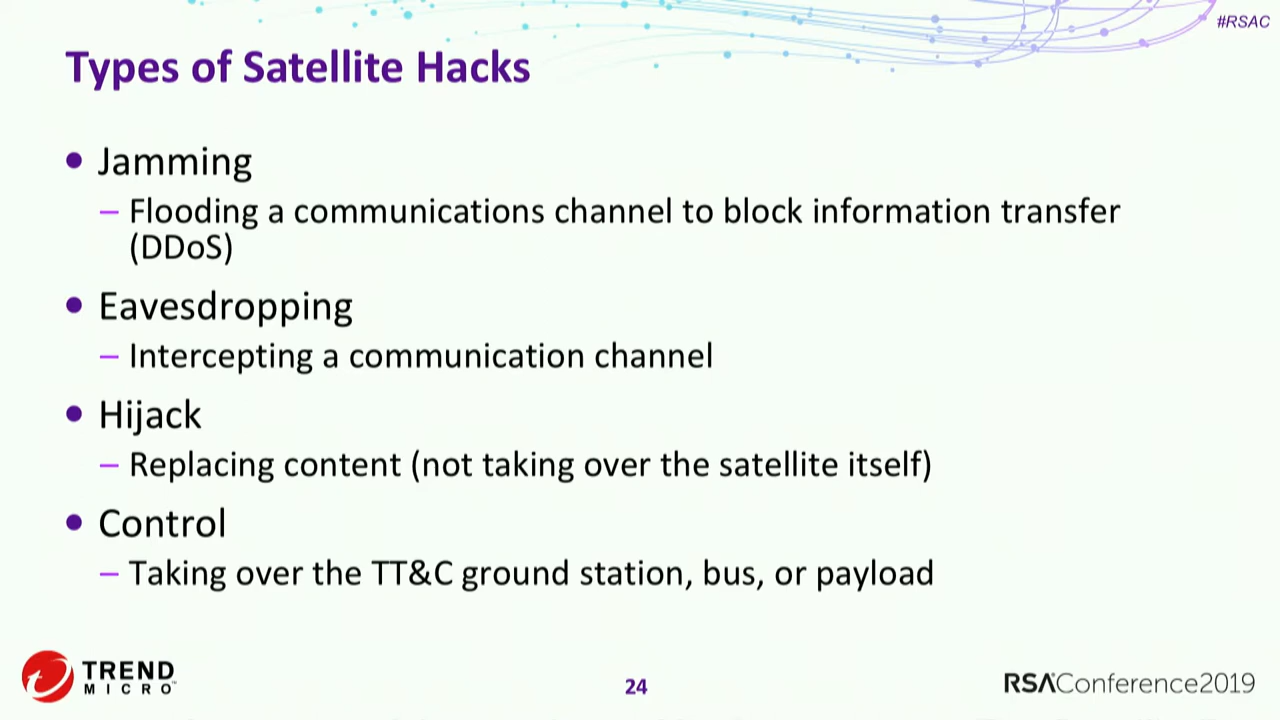 #RSAC
Types of Satellite Hacks
• Jamming
– Flooding a communications channel to block information transfer
(DDoS)
• Eavesdropping
– Intercepting a communication channel
• Hijack
– Replacing content (not taking over the satellite itself)
• Control
– Taking over the TT&C ground station, bus, or payload
TREND
MICRO™
24
RSAConference2019